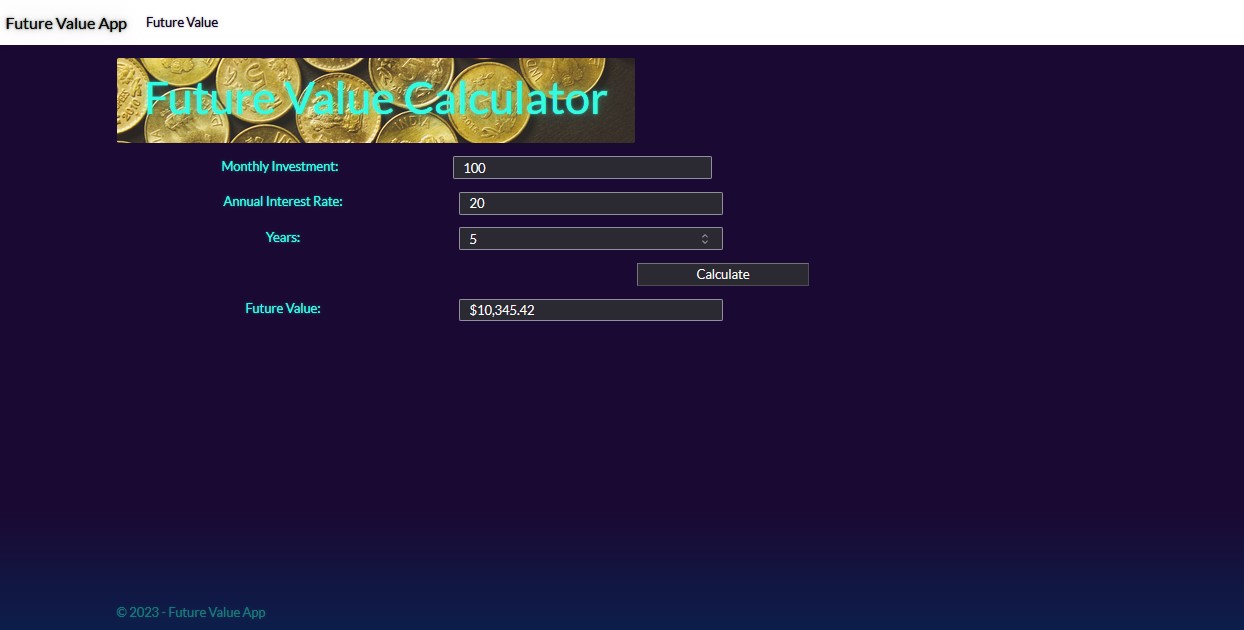 Future Value App Future Value
Future Value Calculator
Monthly Investment: 100
Annual Interest Rate: 20
Years: 5
Calculate
Future Value: $10,345.42
© 2023 - Future Value App